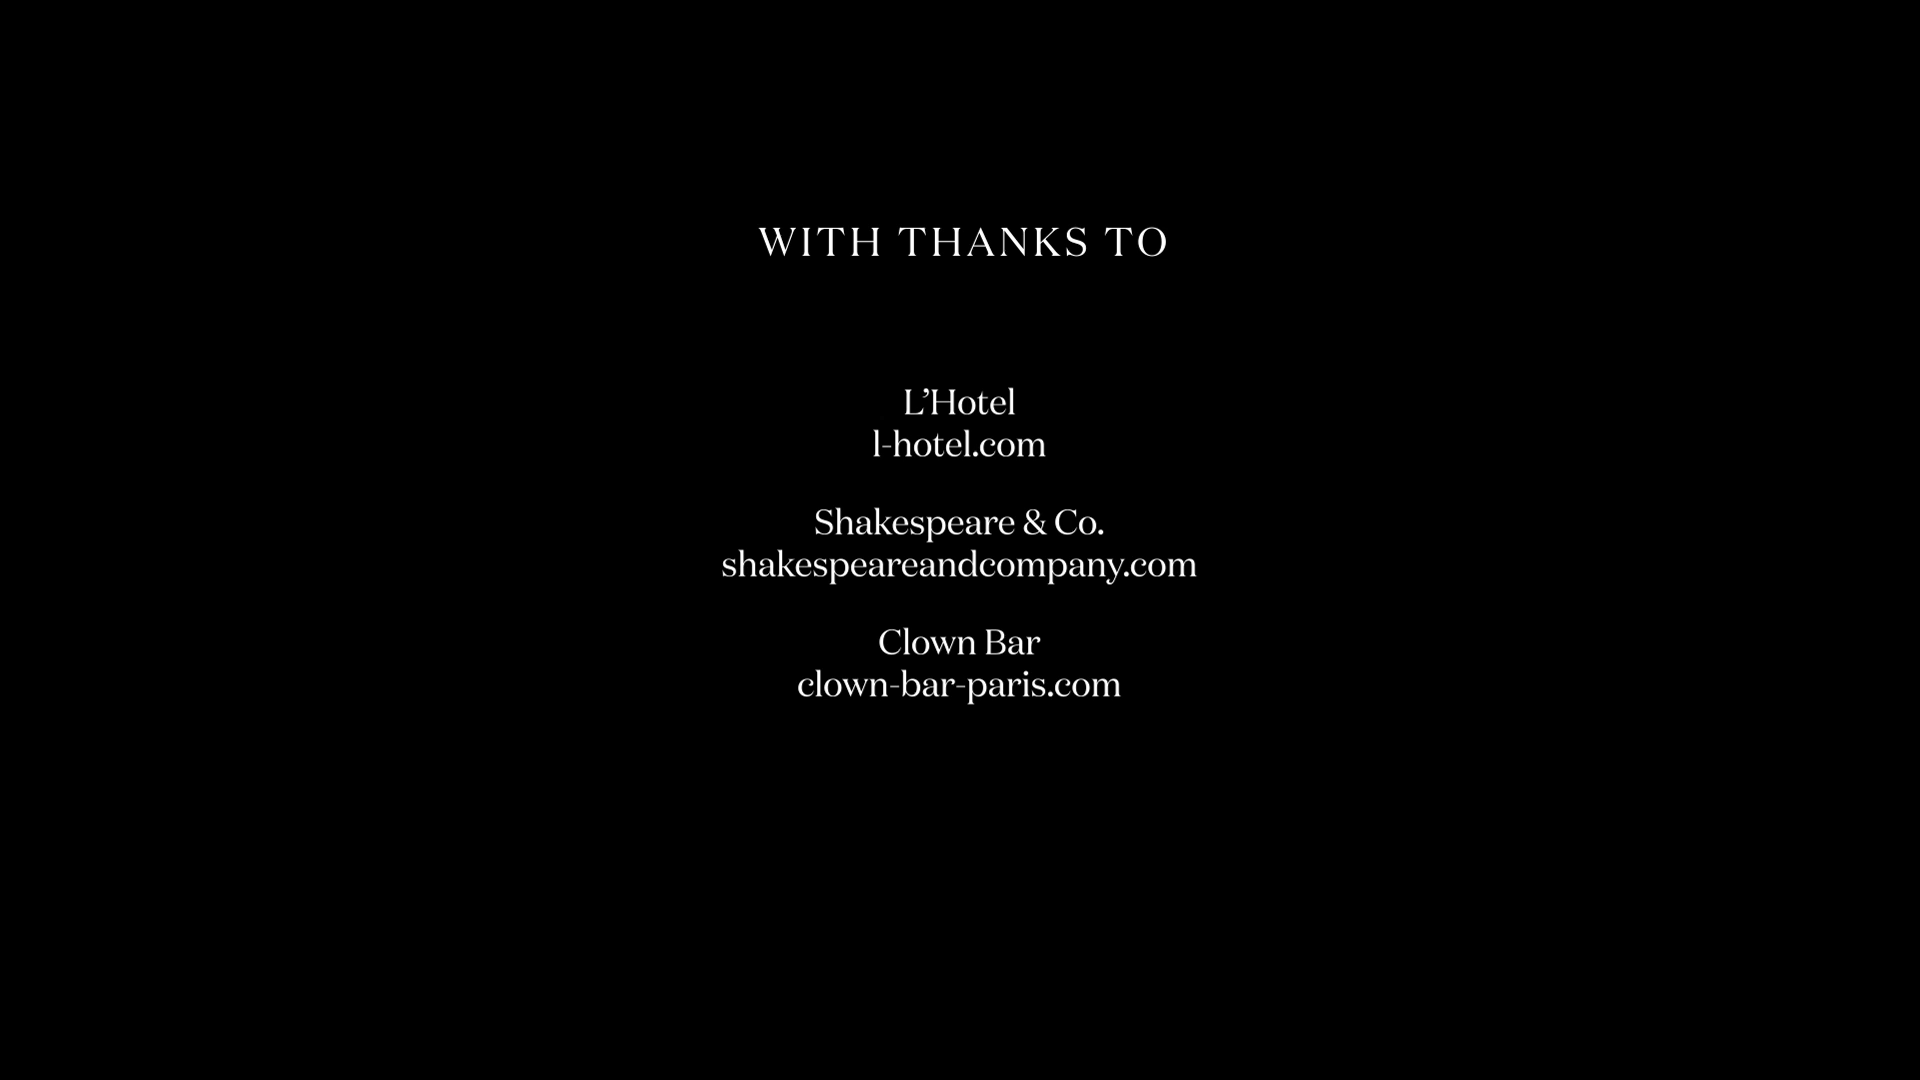 WITH THANKS TO
L’Hotel
l-hotel.com
Shakespeare & Co.
shakespeareandcompany.com
Clown Bar
clown-bar-paris.com